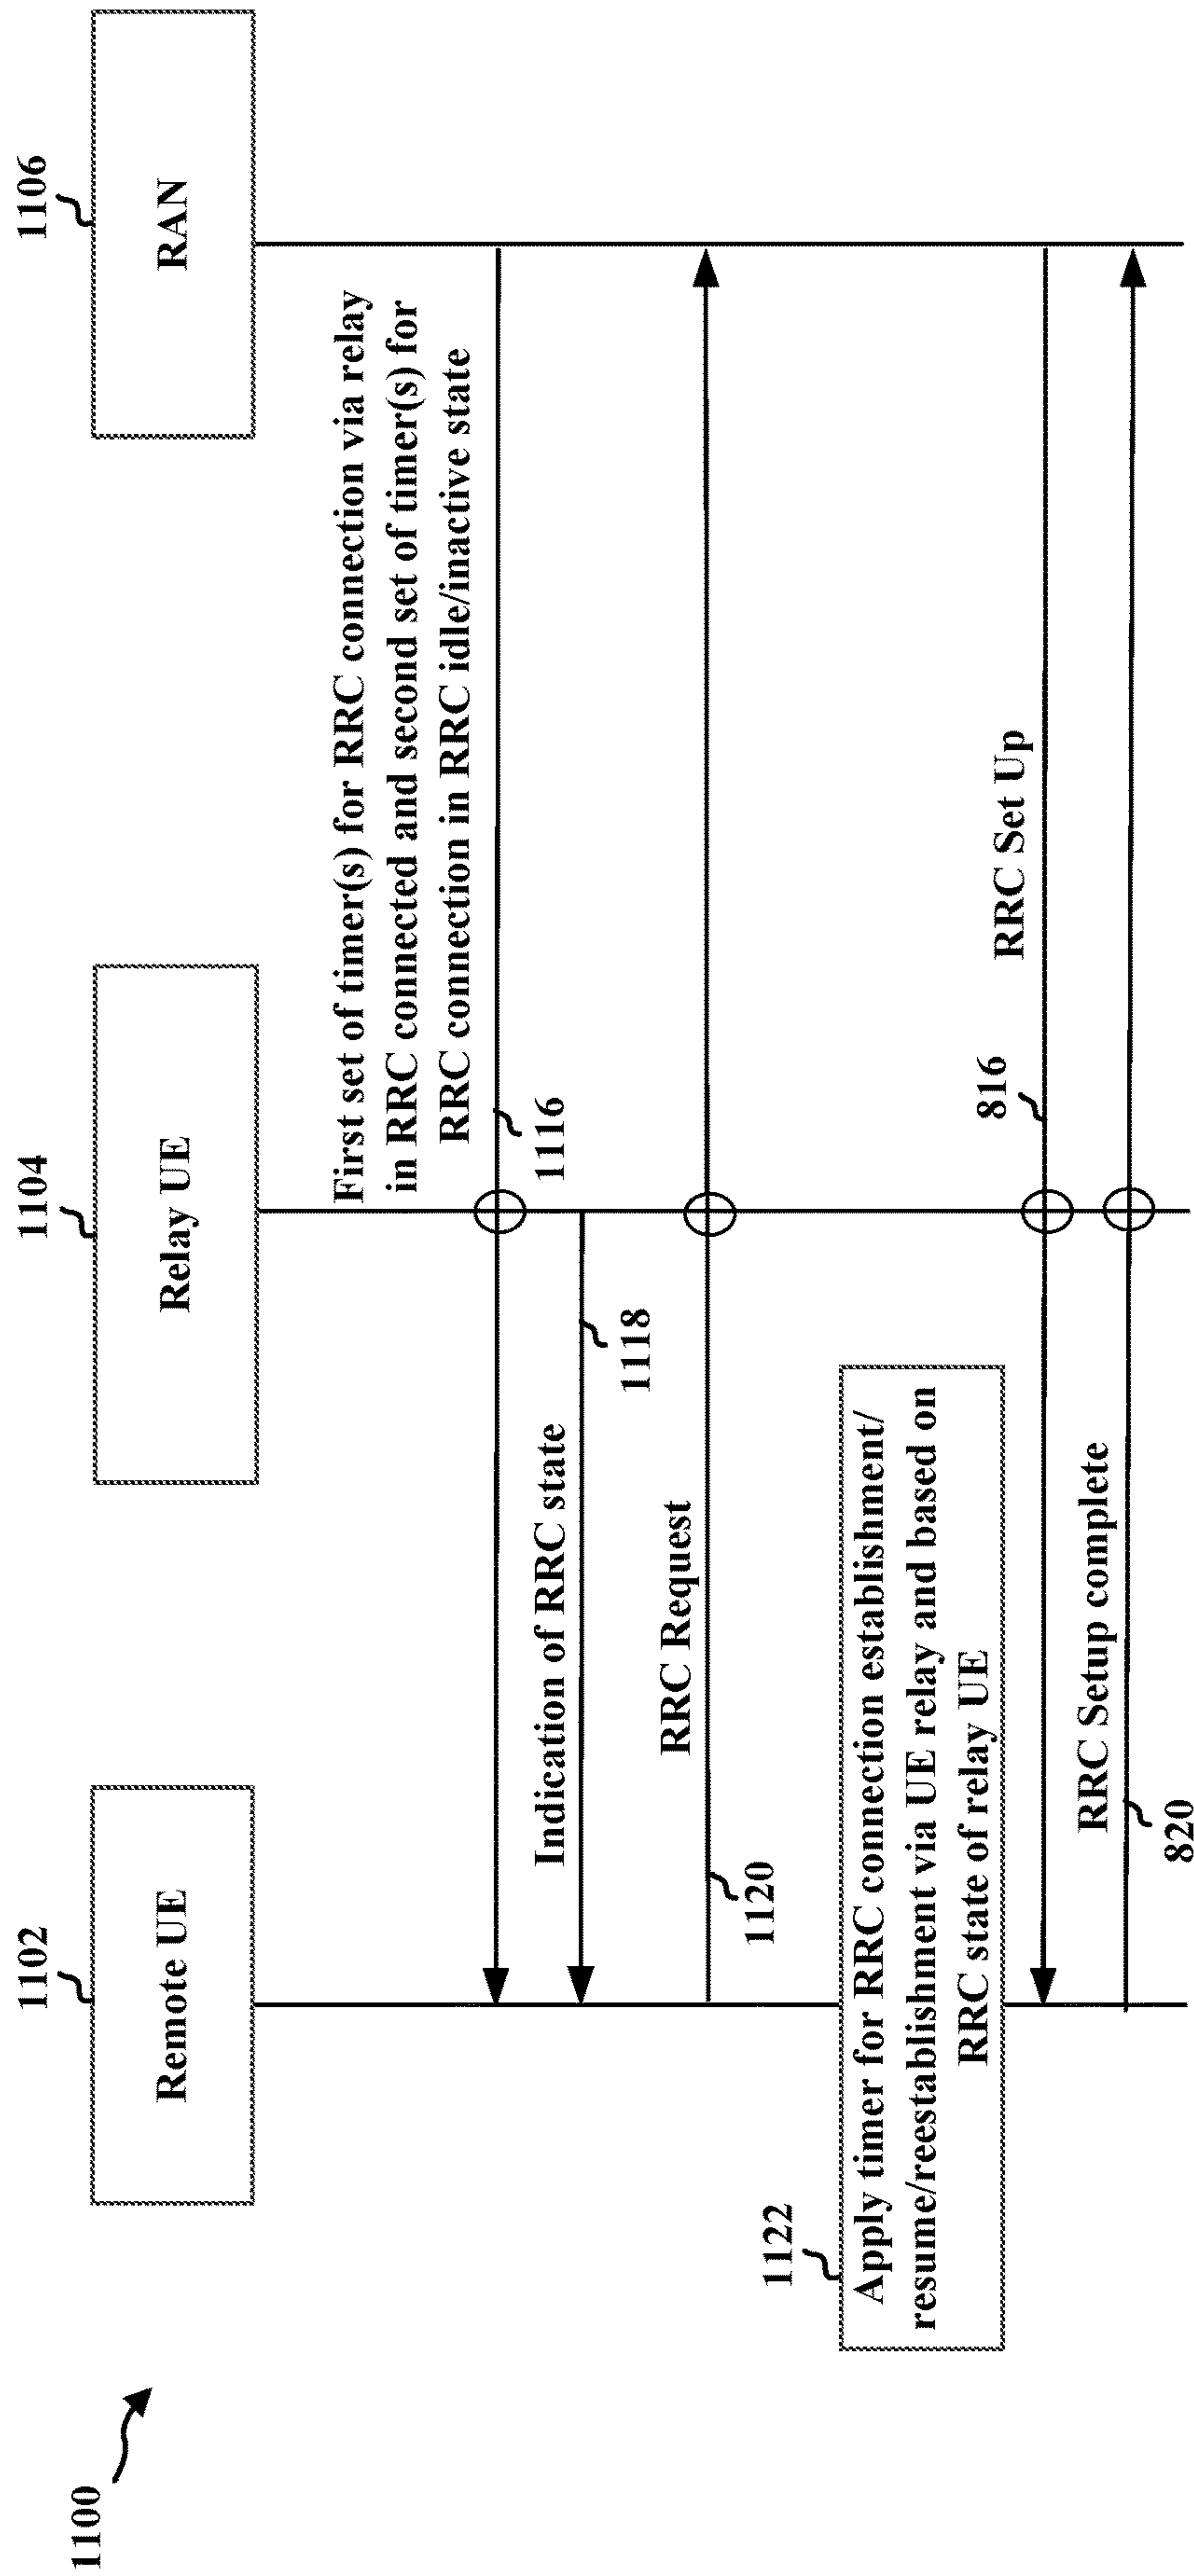 1100
1102
Remote UE
1104
Relay UE
1106
RAN
First set of timer(s) for RRC connection via relay
in RRC connected and second set of timer(s) for
RRC connection in RRC idle/inactive state
1116
Indication of RRC state
1118
RRC Request
1120
1122
Apply timer for RRC connection establishment/
resume/reestablishment via UE relay and based on
RRC state of relay UE
816
RRC Set Up
RRC Setup complete
820